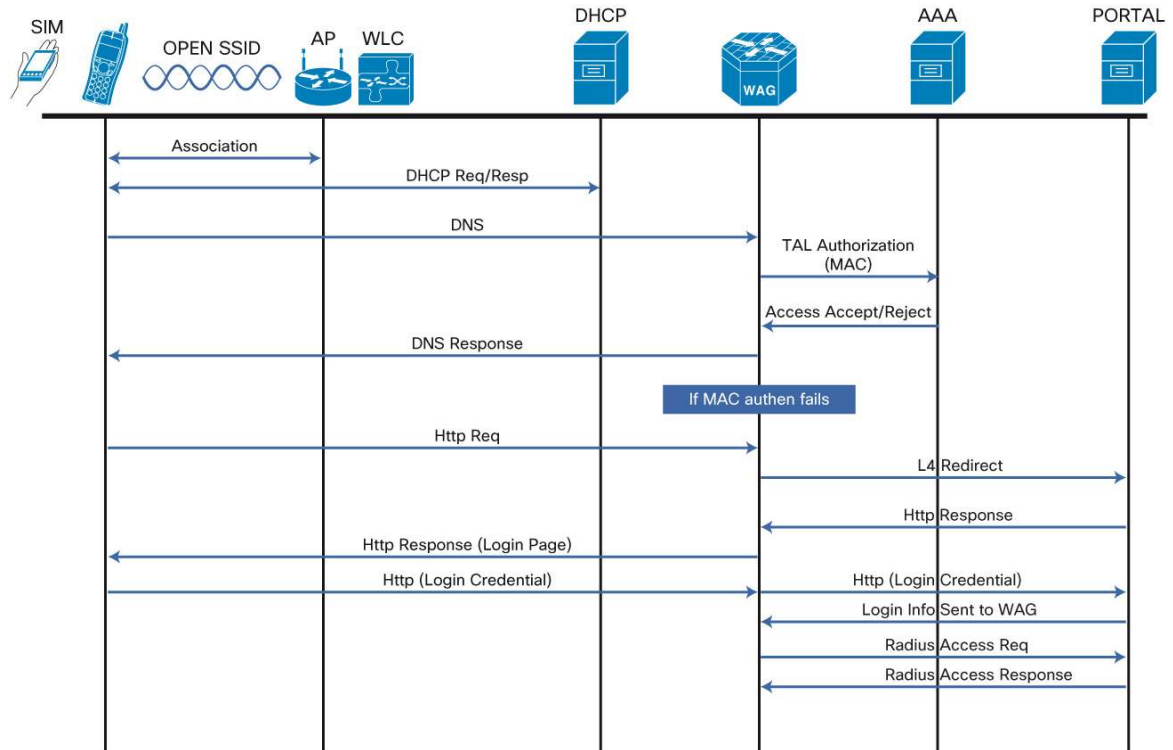 SIM
OPEN SSID
AP
WLC
DHCP
WAG
AAA
PORTAL
Association
DHCP Req/Resp
DNS
TAL Authorization
(MAC)
Access Accept/Reject
DNS Response
If MAC authen fails
Http Req
L4 Redirect
Http Response
Http Response (Login Page)
Http (Login Credential)
Http (Login Credential)
Login Info Sent to WAG
Radius Access Req
Radius Access Response